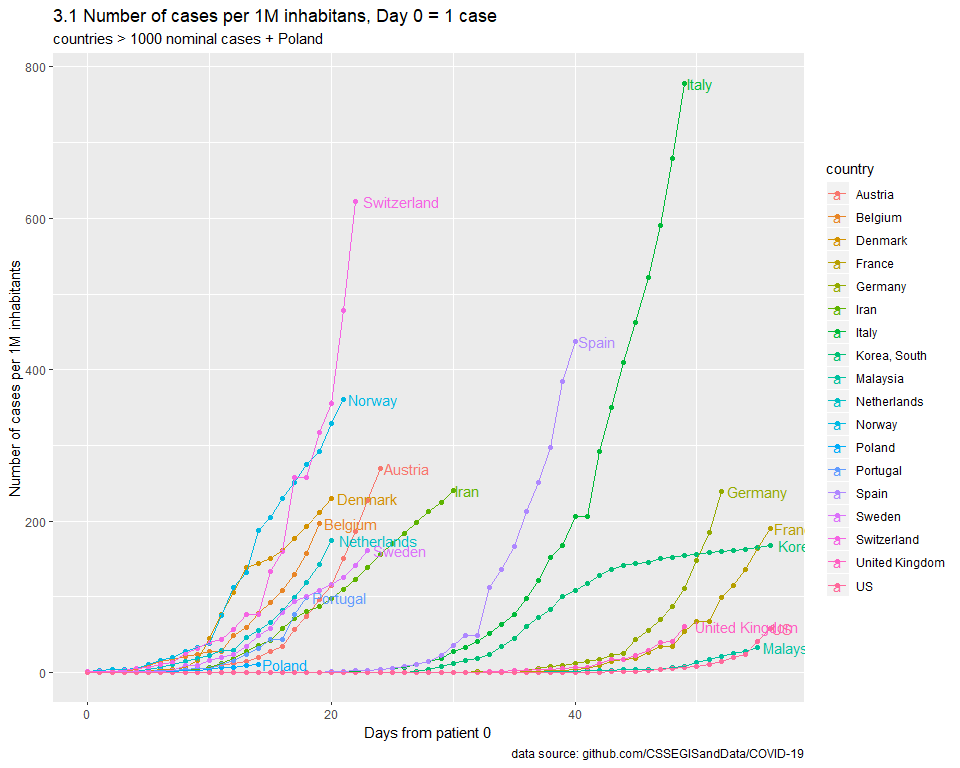 3.1 Number of cases per 1M inhabitans, Day 0 = 1 case
countries > 1000 nominal cases + Poland
800
600
400
200
0
Number of cases per 1M inhabitants
Italy
Switzerland
Spain
Norway
Austria
Iran
Germany
Denmark
Belgium
Franc
Netherlands
Kore
Sweden
Portugal
United Kingdom
US
Malays
Poland
0
20
40
Days from patient 0
country
a Austria
a Belgium
a Denmark
a France
a Germany
a Iran
a Italy
a Korea, South
a Malaysia
a Netherlands
a Norway
a Poland
a Portugal
a Spain
a Sweden
a Switzerland
a United Kingdom
a US
data source: github.com/CSSEGISandData/COVID-19